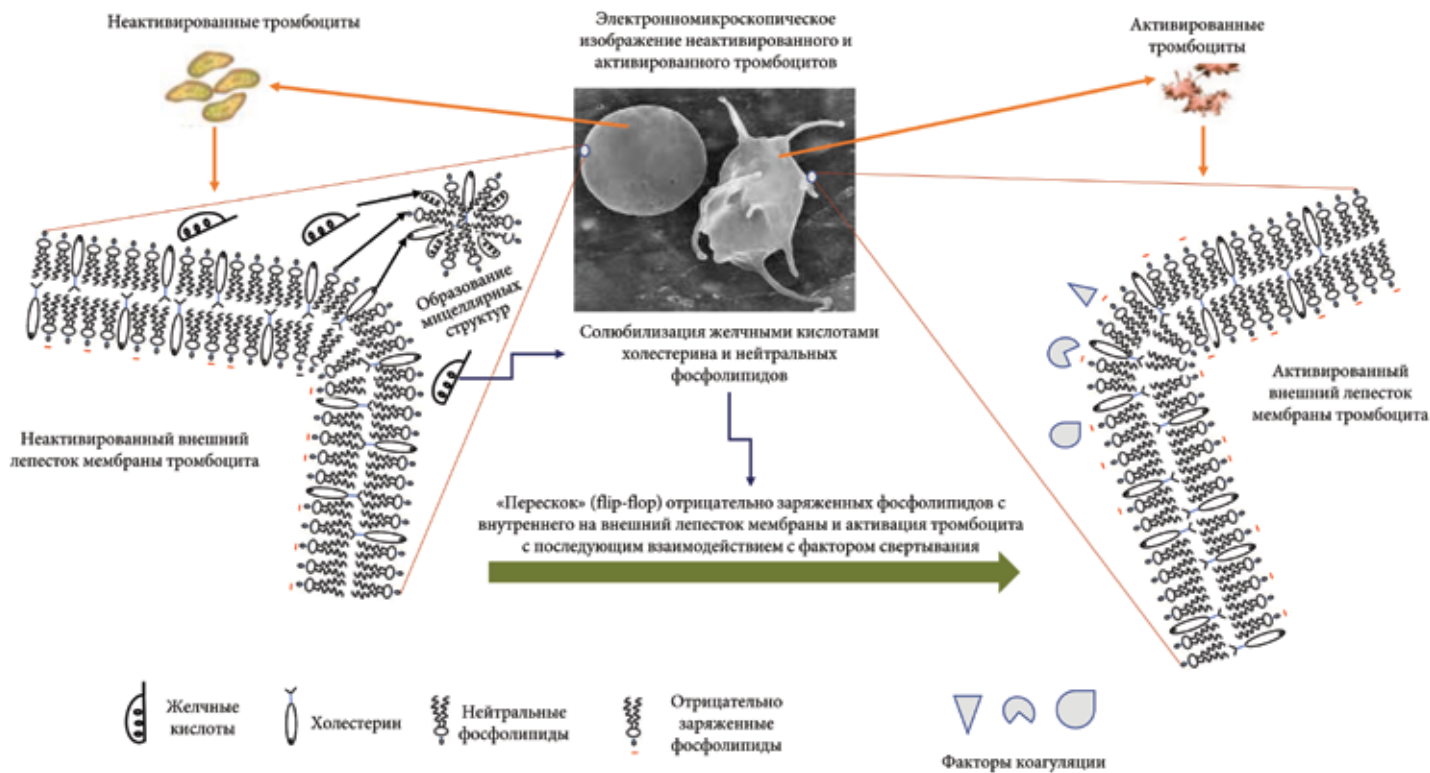 Неактивированные тромбоциты
Электронномикроскопическое
изображение неактивированного и
активированного тромбоцитов
Активированные
тромбоциты
Образование
мицеллярных
структур
Солюбилизация желчными кислотами
холестерина и нейтральных
фосфолипидов
Неактивированный внешний
лепесток мембраны тромбоцита
Активированный
внешний лепесток
мембраны тромбоцита
«Перескок» (flip-flop) отрицательно заряженных фосфолипидов с
внутреннего на внешний лепесток мембраны и активация тромбоцита
с последующим взаимодействием с фактором свертывания
Желчные
кислоты
Холестерин
Нейтральные
фосфолипиды
Отрицательно
заряженные
фосфолипиды
Факторы коагуляции